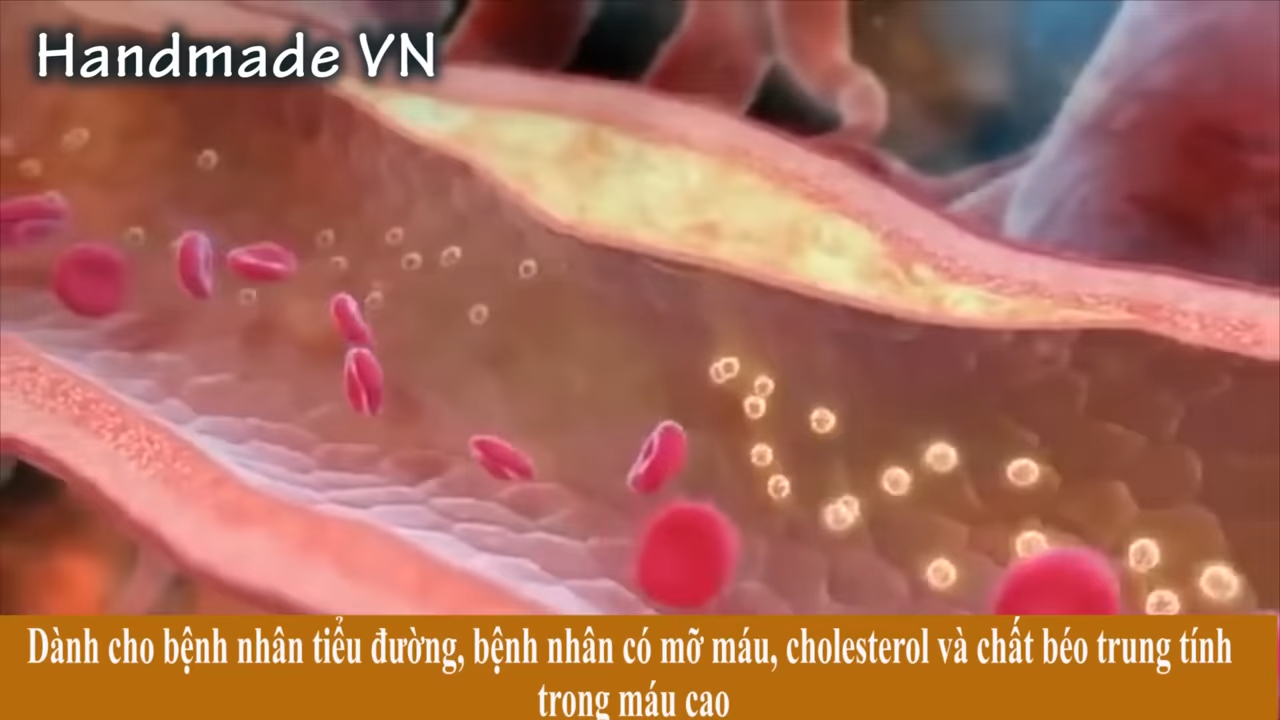 Handmade VN
Dành cho bệnh nhân tiểu đường, bệnh nhân có mỡ máu, cholesterol và chất béo trung tính
trong máu cao